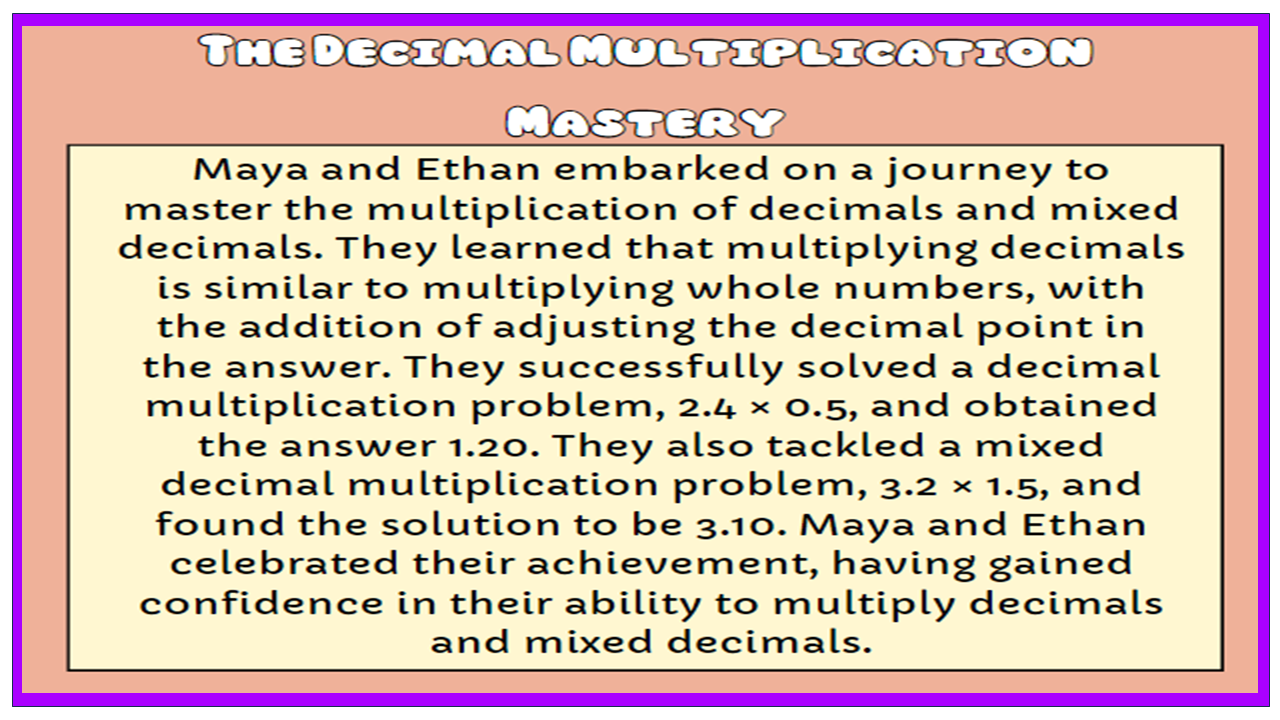 The Decimal Multiplication
Mastery
Maya and Ethan embarked on a journey to
master the multiplication of decimals and mixed
decimals. They learned that multiplying decimals
is similar to multiplying whole numbers, with
the addition of adjusting the decimal point in
the answer. They successfully solved a decimal
multiplication problem, 2.4 × 0.5, and obtained
the answer 1.20. They also tackled a mixed
decimal multiplication problem, 3.2 × 1.5, and
found the solution to be 3.10. Maya and Ethan
celebrated their achievement, having gained
confidence in their ability to multiply decimals
and mixed decimals.